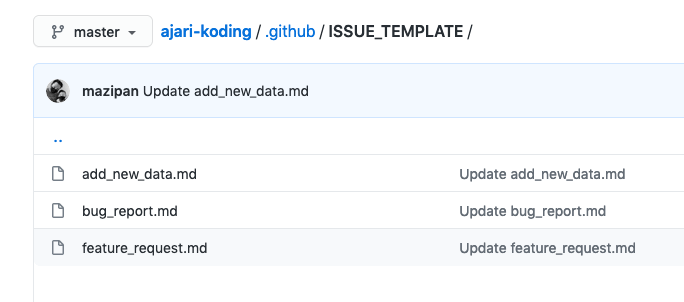 master ajari-koding / .github / ISSUE_TEMPLATE /
mazipan Update add_new_data.md
..
add_new_data.md Update add_new_data.md
bug_report.md Update bug_report.md
feature_request.md Update feature_request.md